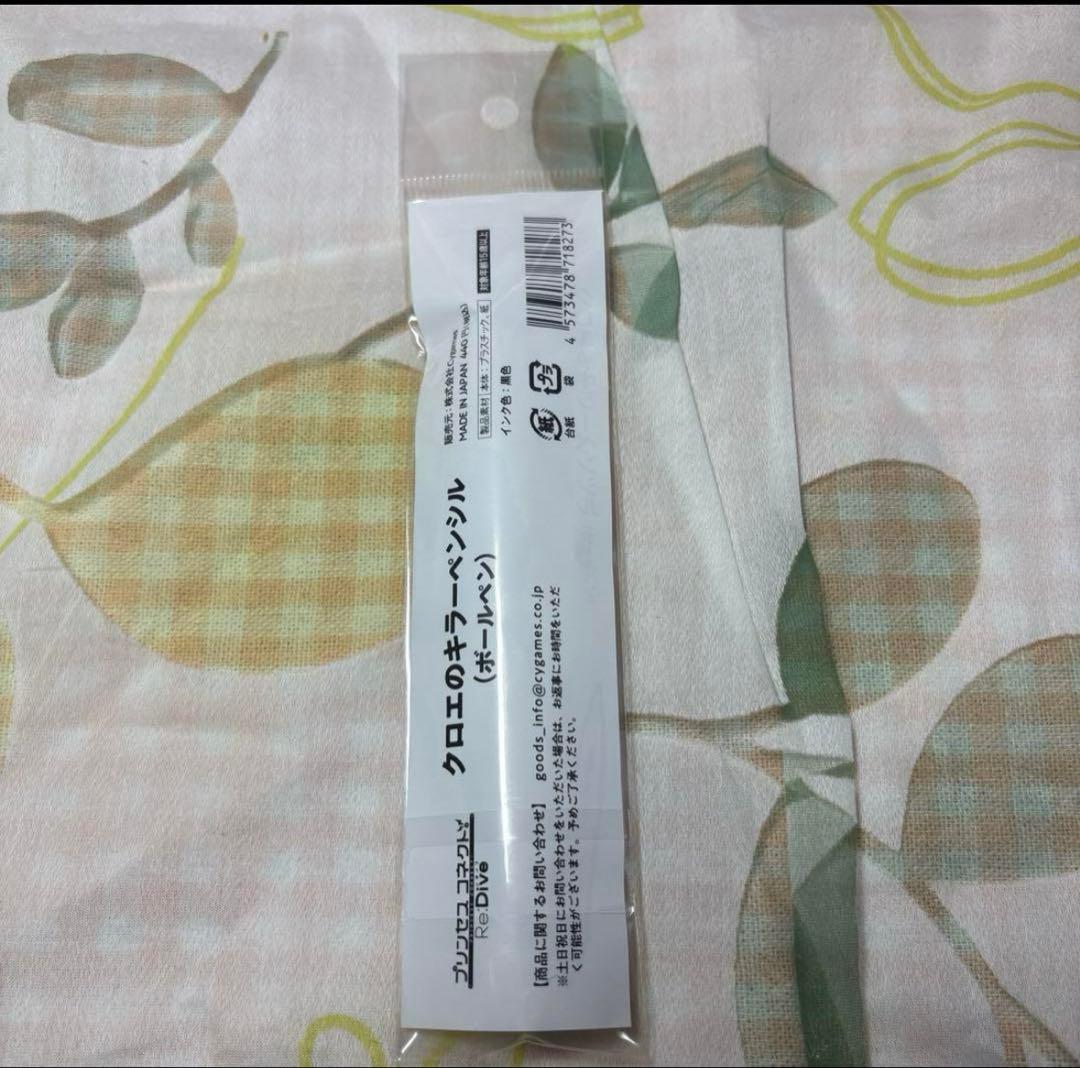 プリンセスコネクト!
Re:Dive
クロエのキラーペンシル
(ボールペン)
販売元:株式会社Cygames
MADE IN JAPAN 440円(税込)
対象年齢15歳以上
製品素材 本体:プラスチック、紙
インク色:黒色
紙
台紙
プラ
袋
4 573478 718273
【商品に関するお問い合わせ】 goods_info@cygames.co.jp
※土日祝日にお問い合わせをいただいた場合は、お返事にお時間をいただ
く可能性がございます。予めご了承ください。